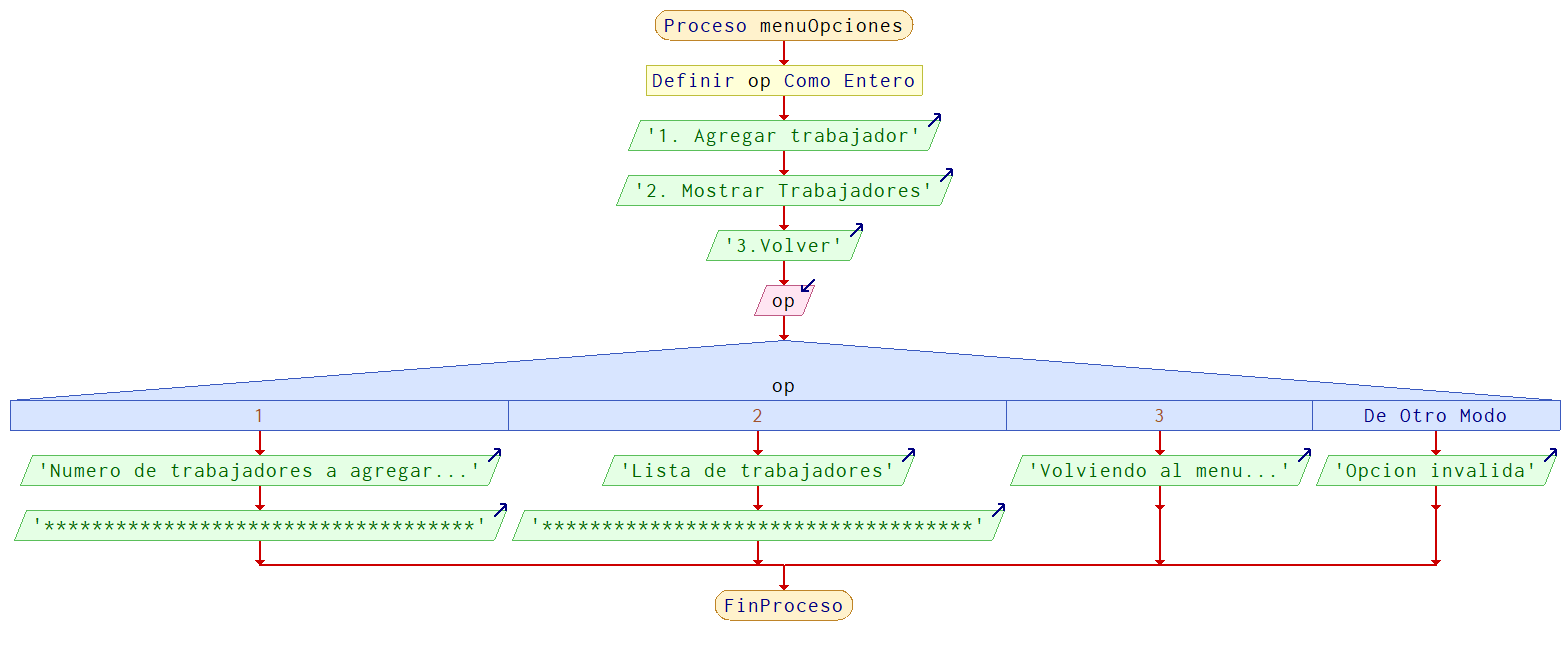 Proceso menuOpciones
Definir op Como Entero
'1. Agregar trabajador'
'2. Mostrar Trabajadores'
'3.Volver'
op
op
1 2 3 De Otro Modo
'Numero de trabajadores a agregar...' 'Lista de trabajadores' 'Volviendo al menu...' 'Opcion invalida'
'************************************' '************************************'
FinProceso